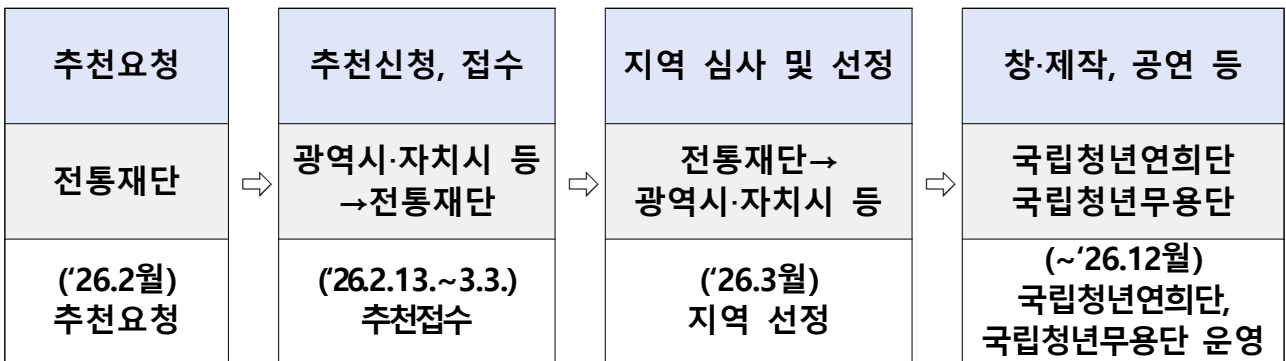 추천요청
전통재단
(‘26.2월)
추천요청
⇨
추천신청, 접수
광역시·자치시 등
→전통재단
(‘26.2.13.~3.3.)
추천접수
⇨
지역 심사 및 선정
전통재단→
광역시·자치시 등
(‘26.3월)
지역 선정
⇨
창·제작, 공연 등
국립청년연희단
국립청년무용단
(~‘26.12월)
국립청년연희단,
국립청년무용단 운영